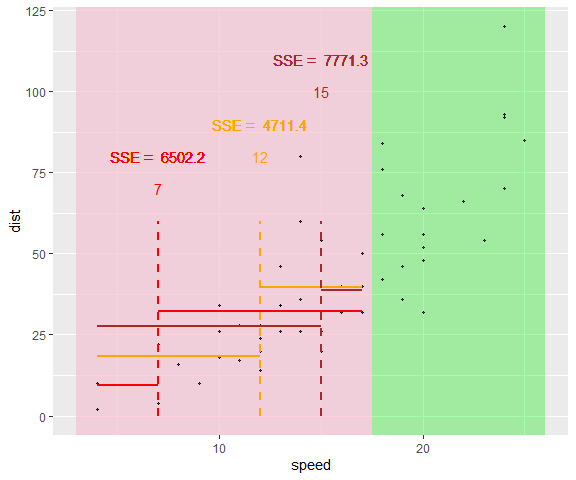 125
SSE = 7771.3
100
15
SSE = 4711.4
SSE = 6502.2
12
75
7
dist
50
25
0
10
20
speed